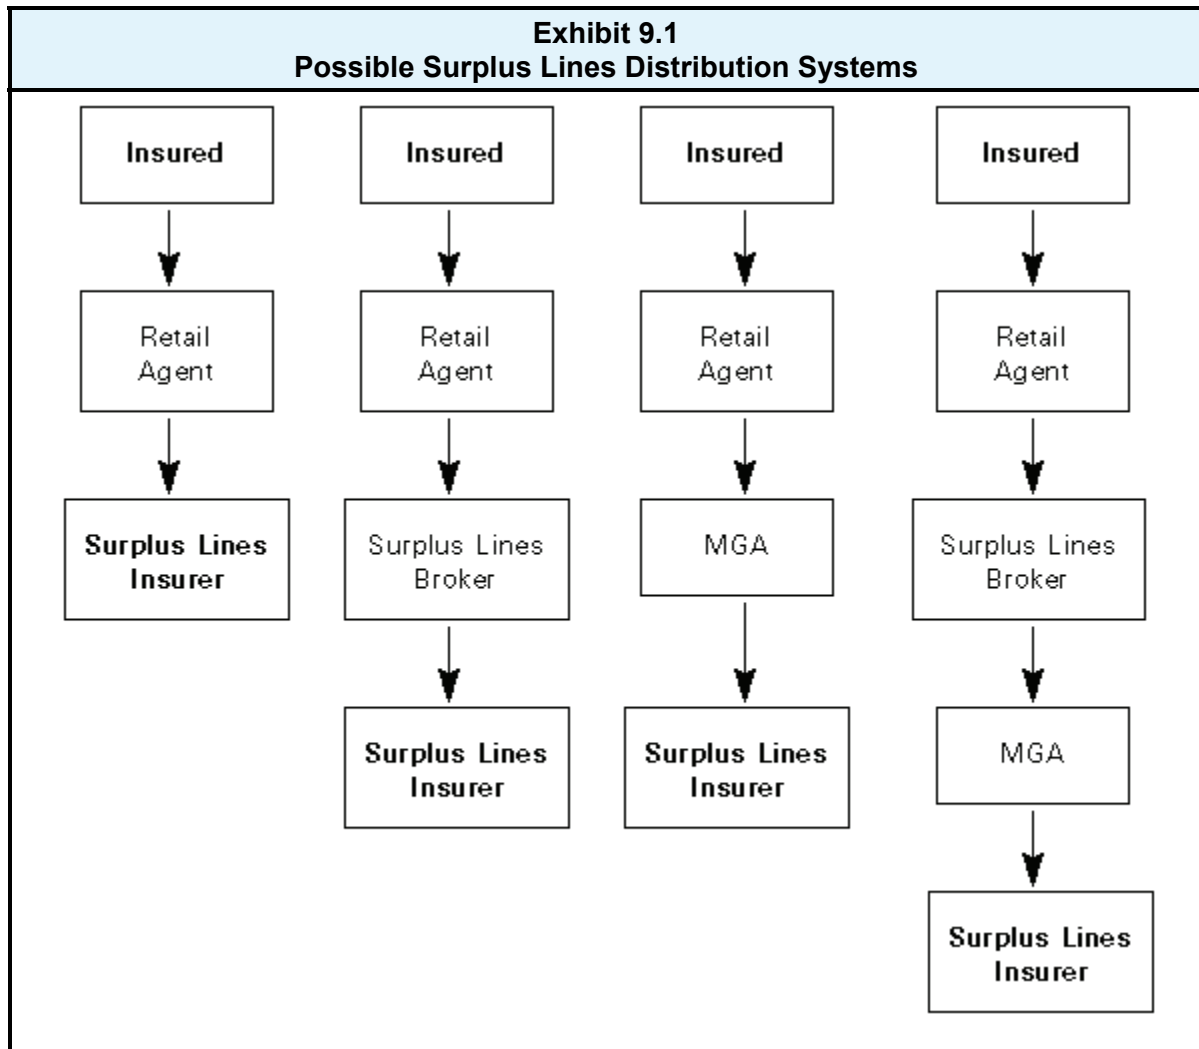 Exhibit 9.1
Possible Surplus Lines Distribution Systems
Insured
Insured
Insured
Insured
Retail
Agent
Retail
Agent
Retail
Agent
Retail
Agent
Surplus Lines
Insurer
Surplus Lines
Broker
MGA
Surplus Lines
Broker
Surplus Lines
Insurer
Surplus Lines
Insurer
MGA
Surplus Lines
Insurer